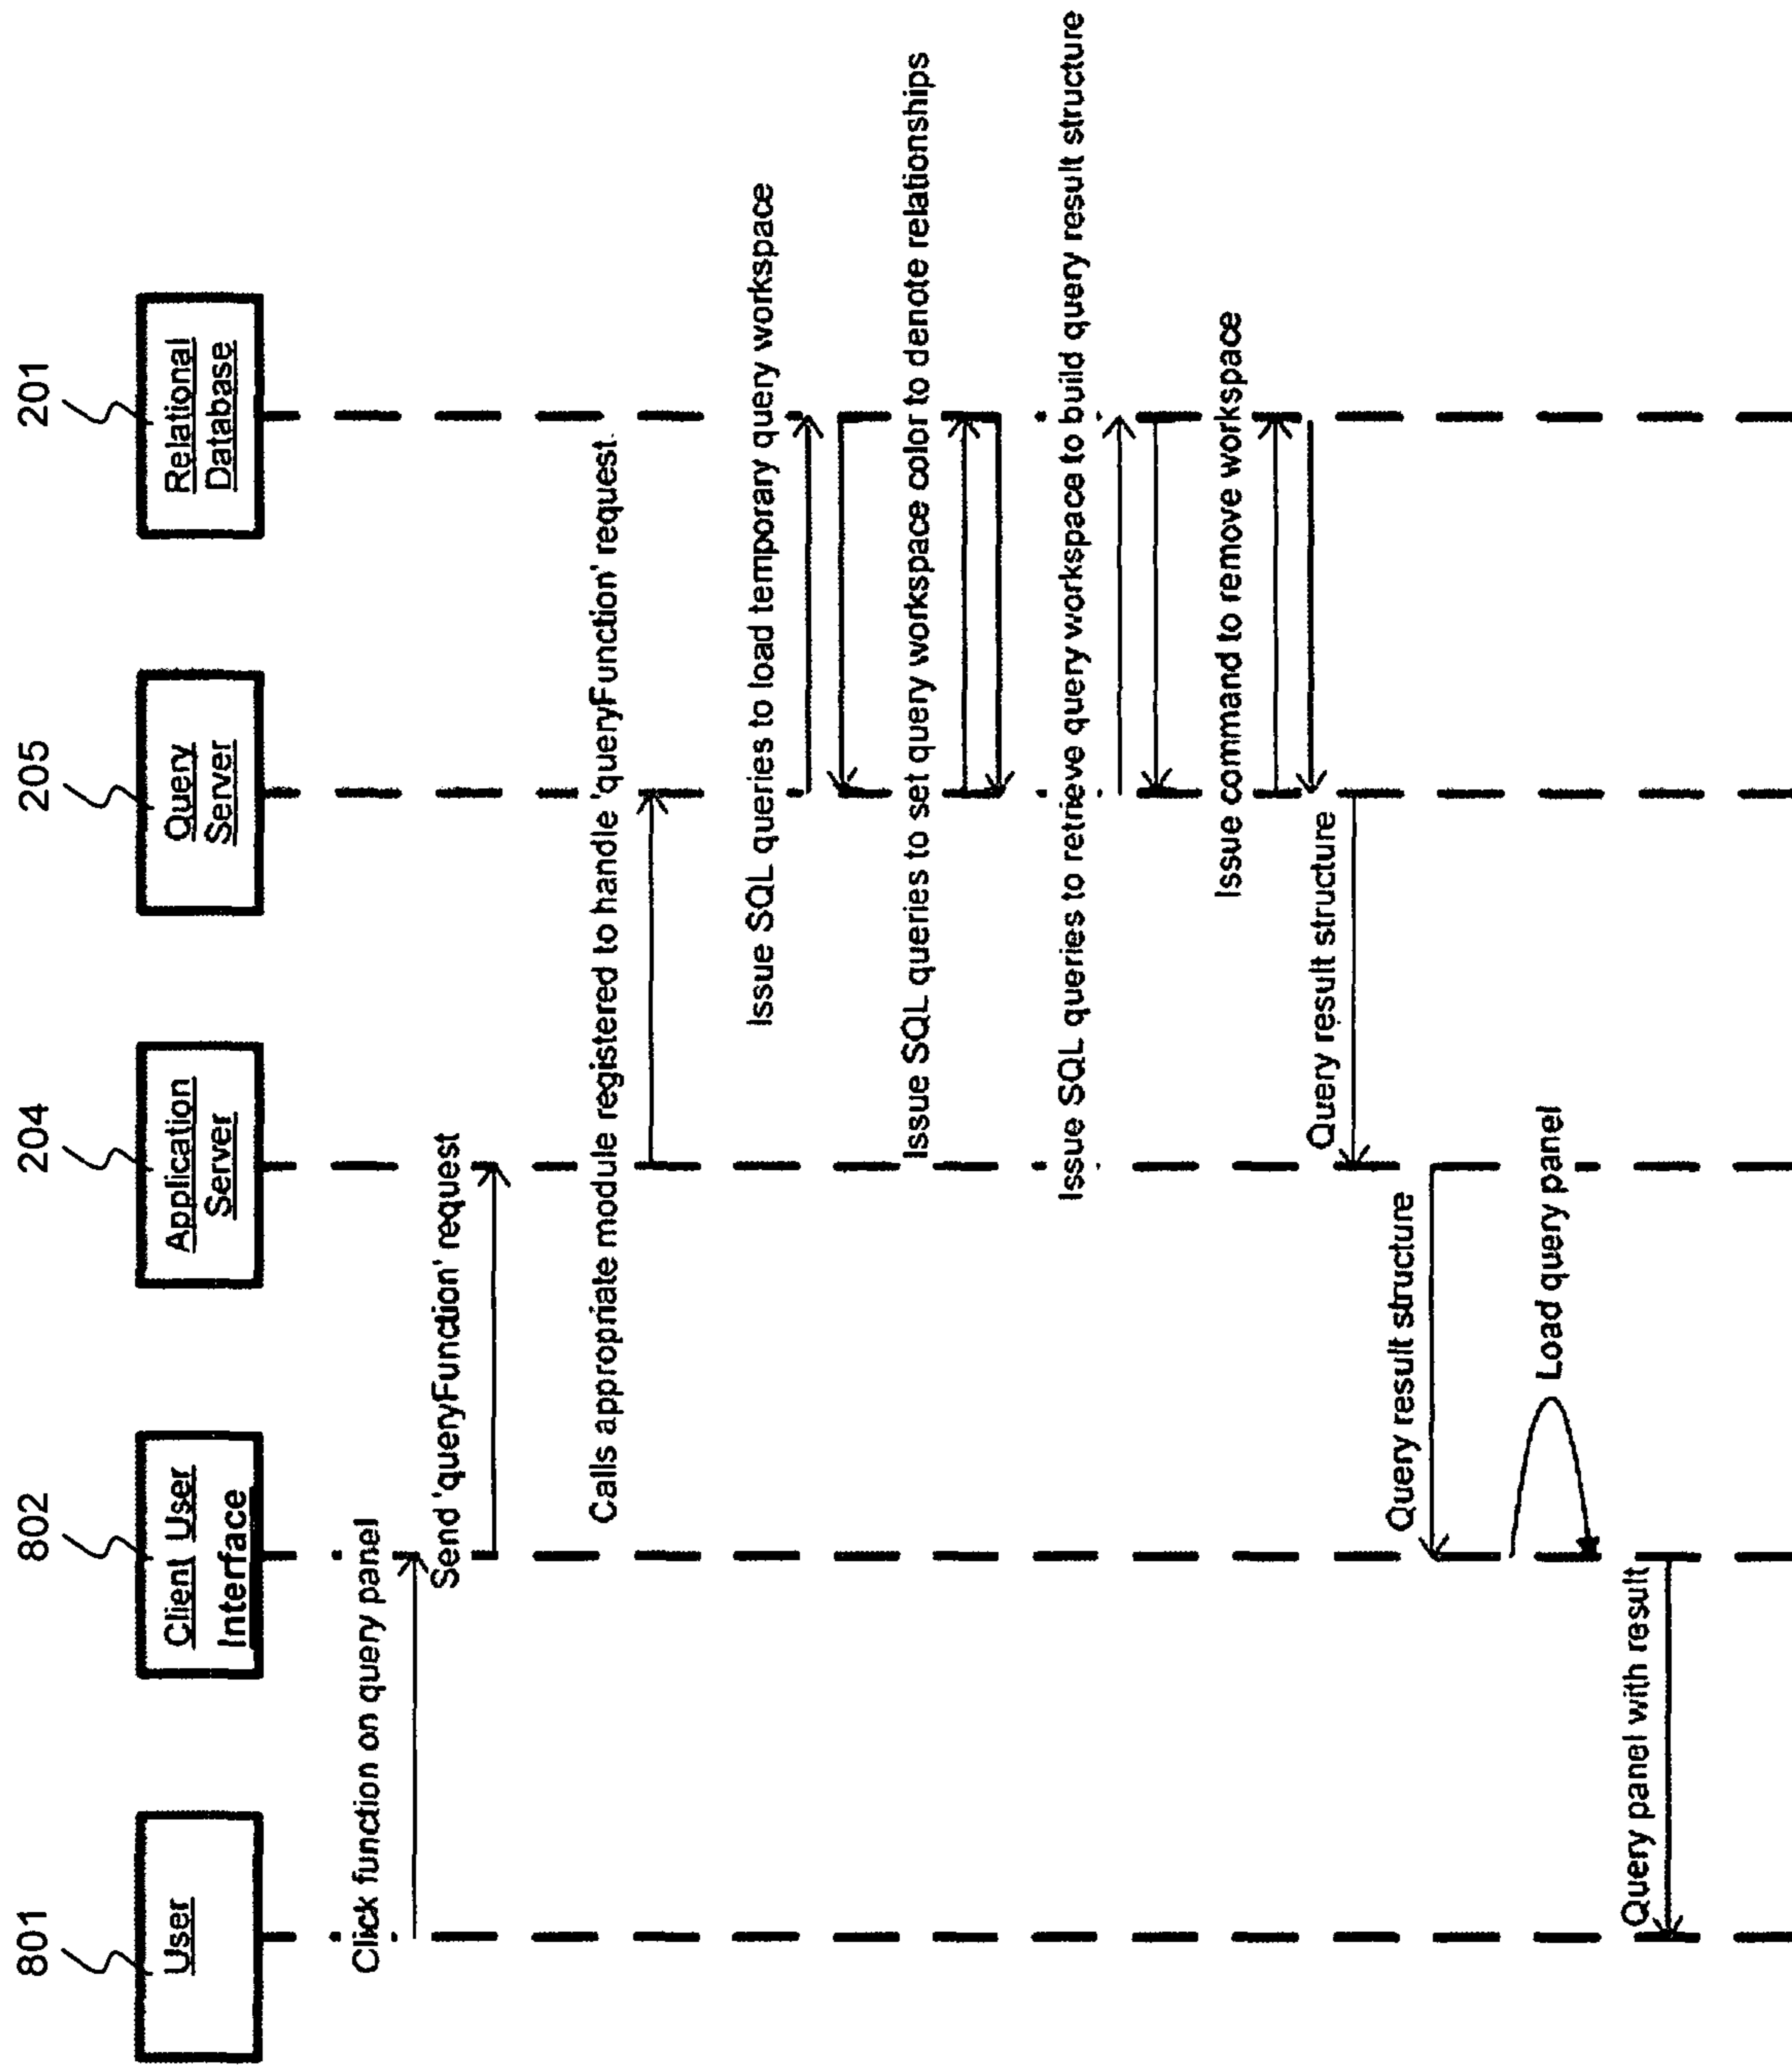 801
802
204
205
201
User
Client User
Interface
Application
Server
Query
Server
Relational
Database
Click function on query panel
Send 'queryFunction' request
Calls appropriate module registered to handle 'queryFunction' request
Issue SQL queries to load temporary query workspace
Issue SQL queries to set query workspace color to denote relationships
Issue SQL queries to retrieve query workspace to build query result structure
Issue command to remove workspace
Query result structure
Query result structure
Load query panel
Query panel with result